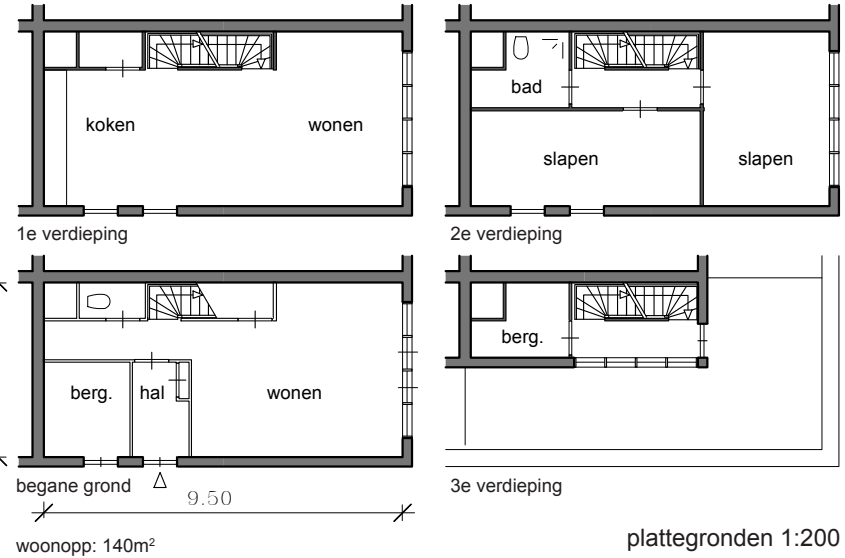 koken wonen
1e verdieping
bad
slapen slapen
2e verdieping
berg. hal wonen
begane grond
9.50
woonopp: 140m²
berg.
3e verdieping
plattegronden 1:200